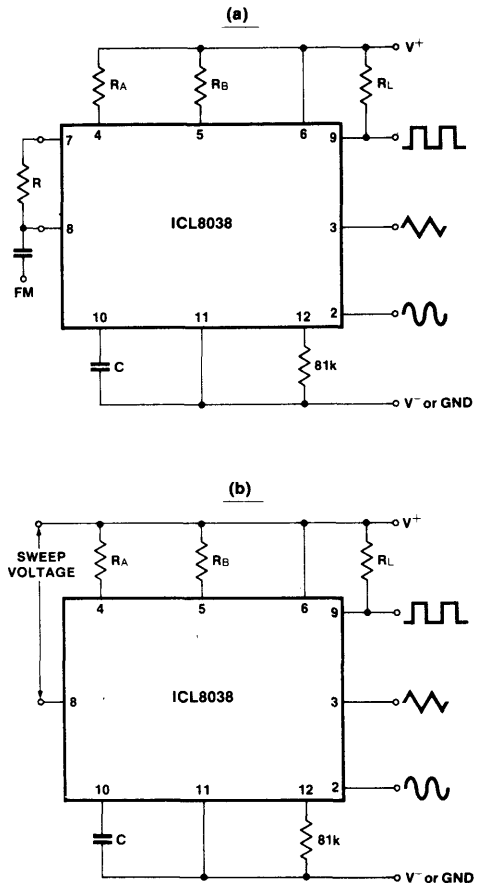 (a)
V+
RA
RB
RL
4
5
6
7
9
R
8
ICL8038
3
FM
2
10
11
12
C
81k
V− or GND
(b)
V+
SWEEP
VOLTAGE
RA
RB
RL
4
5
6
9
8
ICL8038
3
2
10
11
12
C
81k
V− or GND